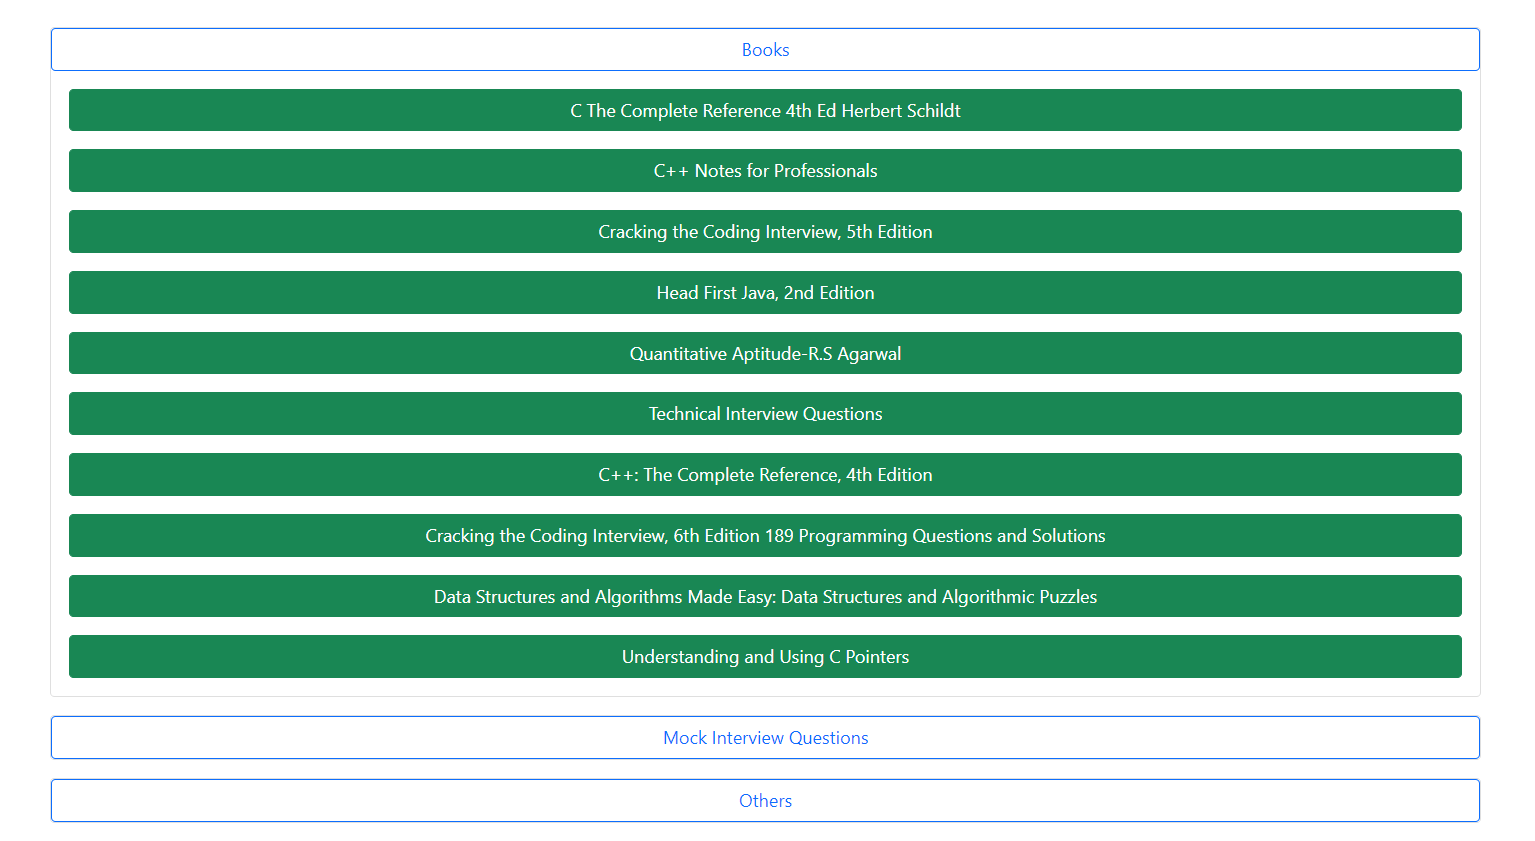 Books
C The Complete Reference 4th Ed Herbert Schildt
C++ Notes for Professionals
Cracking the Coding Interview, 5th Edition
Head First Java, 2nd Edition
Quantitative Aptitude-R.S Agarwal
Technical Interview Questions
C++: The Complete Reference, 4th Edition
Cracking the Coding Interview, 6th Edition 189 Programming Questions and Solutions
Data Structures and Algorithms Made Easy: Data Structures and Algorithmic Puzzles
Understanding and Using C Pointers
Mock Interview Questions
Others